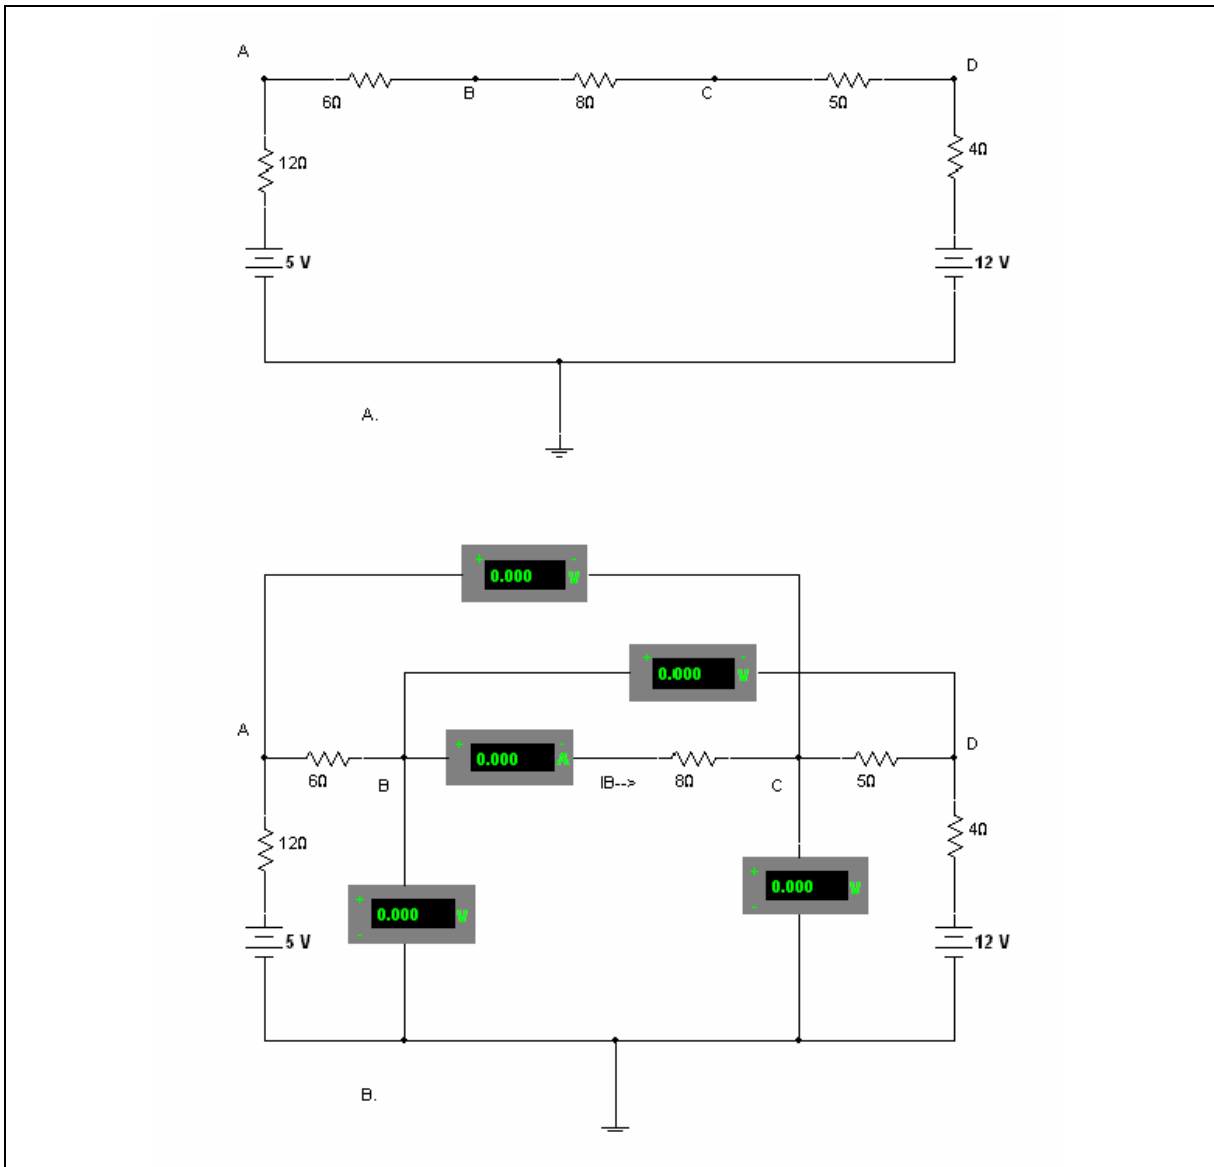 A
D
6Ω
B
8Ω
C
5Ω
12Ω
4Ω
5 V
12 V
A.
+ -
0.000 V
+ -
0.000 V
A
D
+ -
0.000 A
6Ω
B
IB-->
8Ω
C
5Ω
12Ω
4Ω
+
0.000 V
-
+
0.000 V
-
5 V
12 V
B.